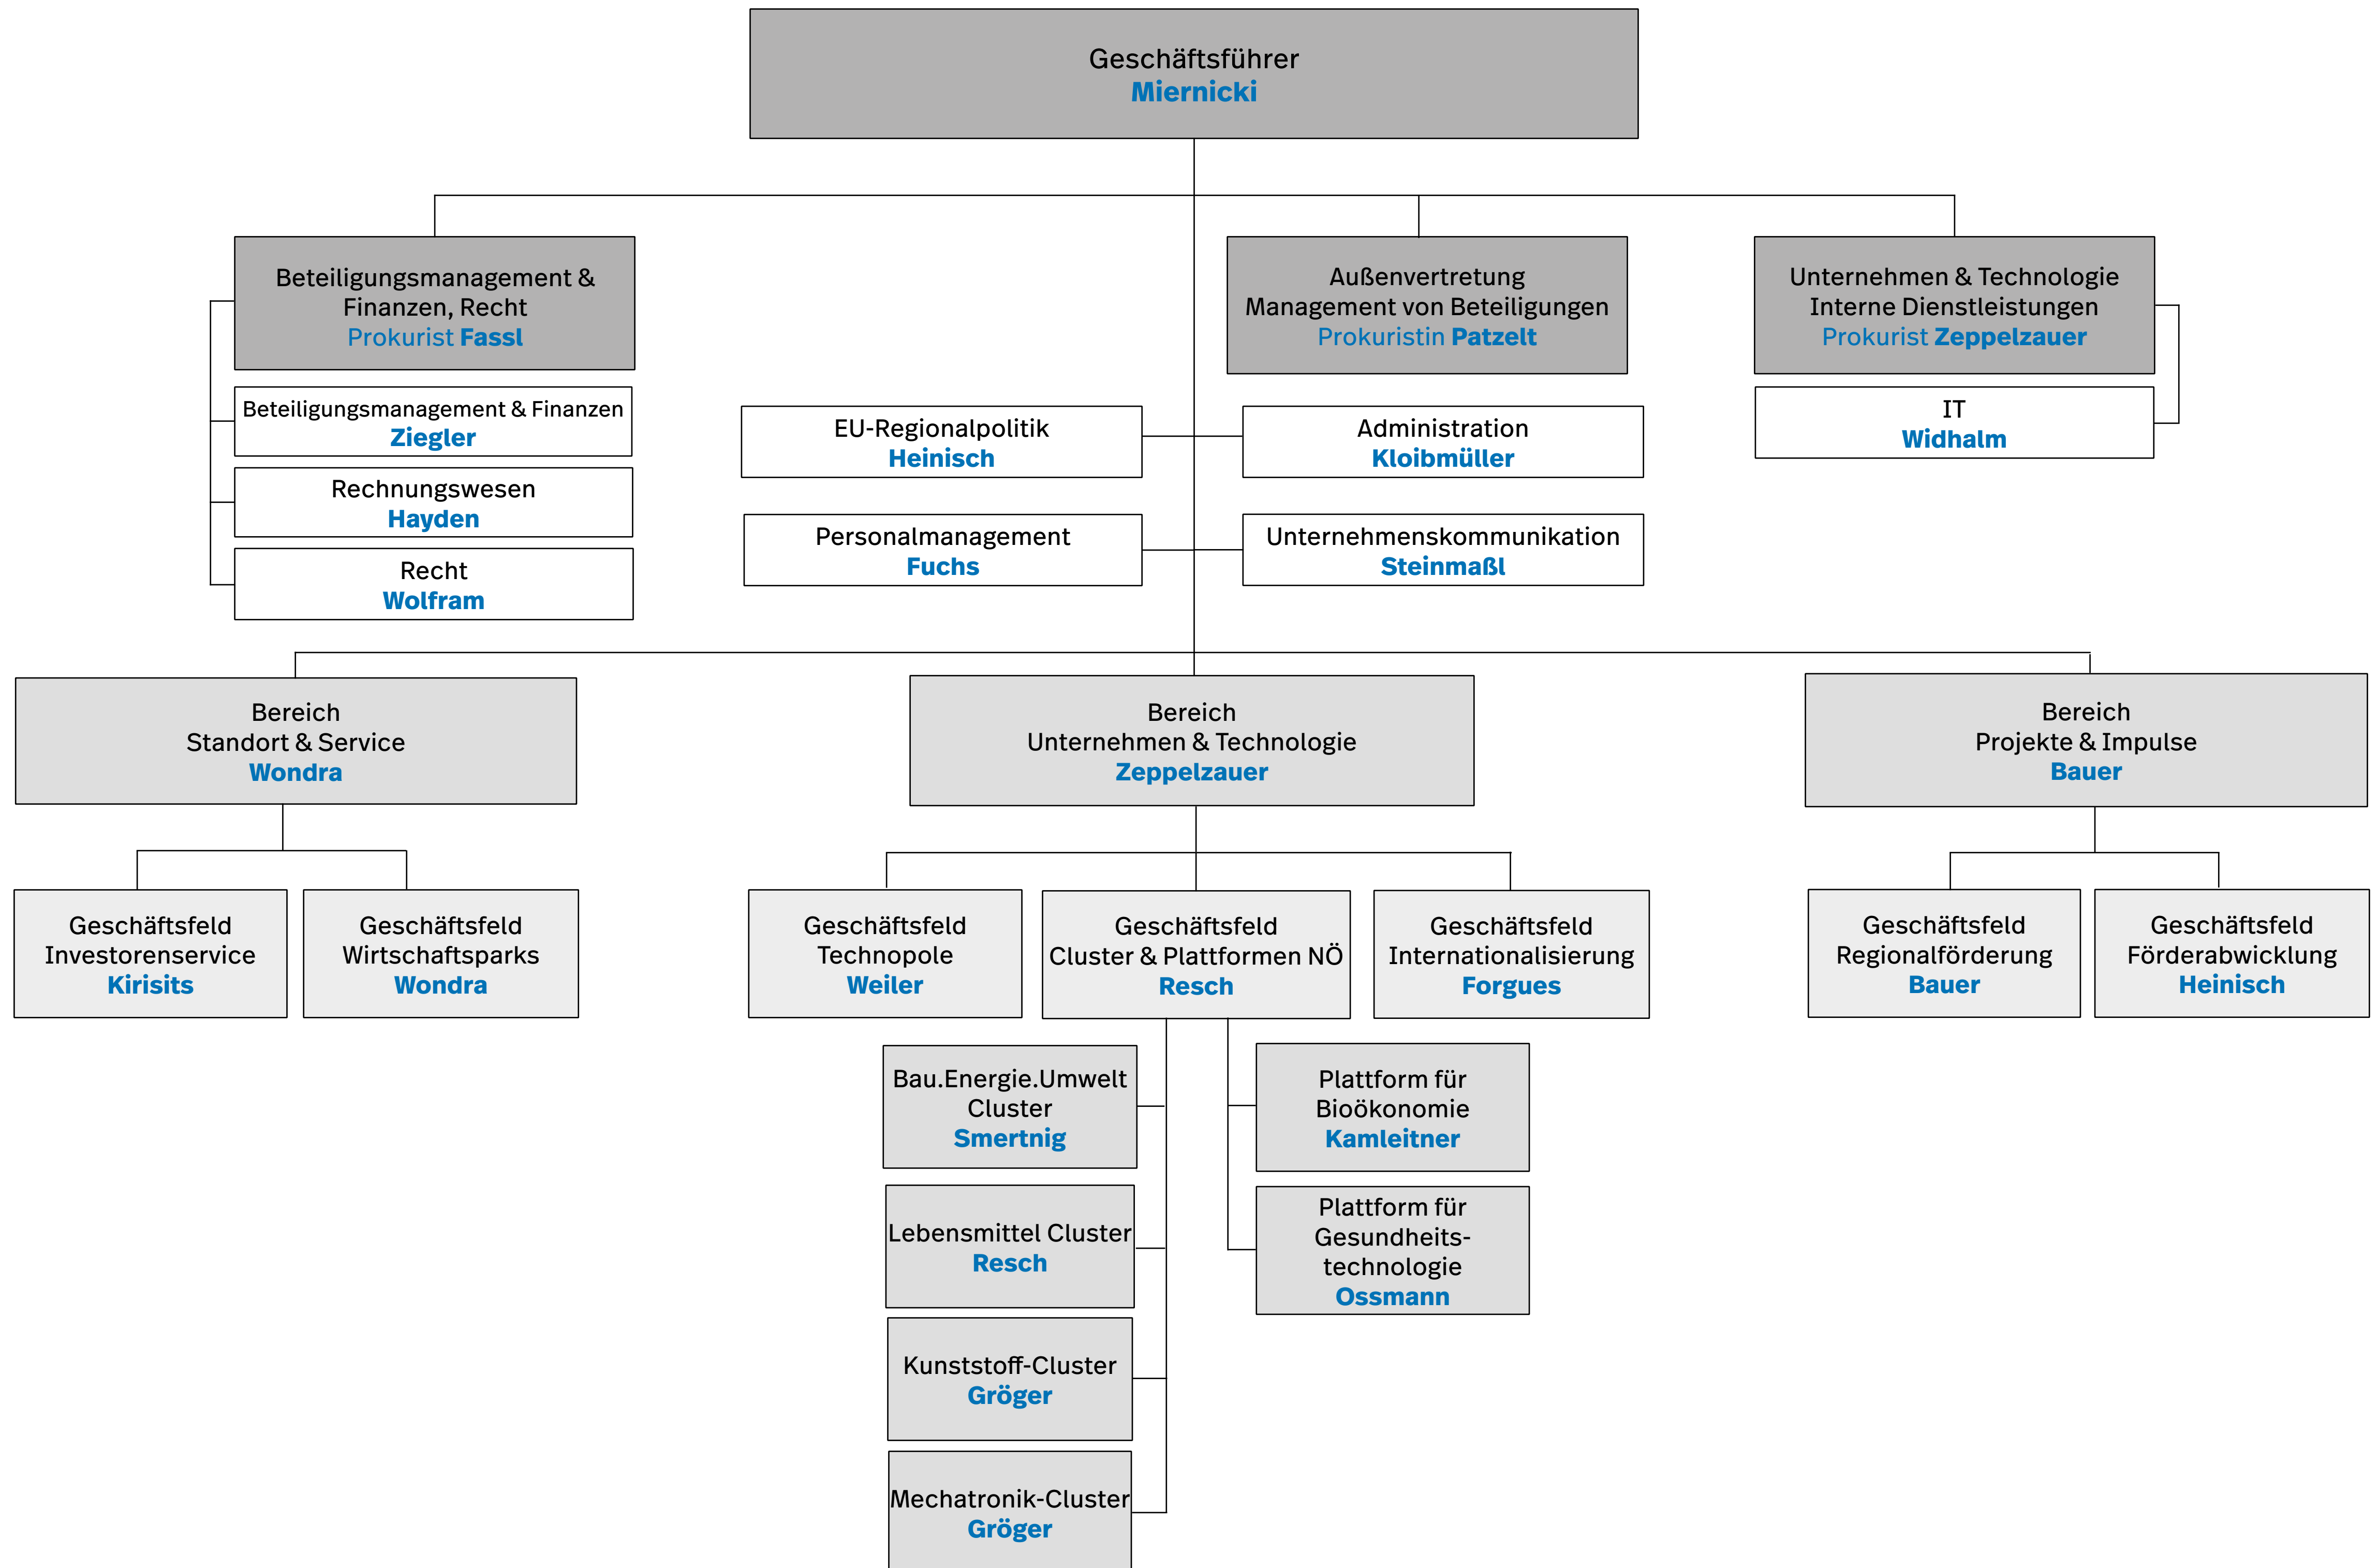 Geschäftsführer
Miernicki
Beteiligungsmanagement &
Finanzen, Recht
Prokurist Fassl
Außenvertretung
Management von Beteiligungen
Prokuristin Patzelt
Unternehmen & Technologie
Interne Dienstleistungen
Prokurist Zeppelzauer
Beteiligungsmanagement & Finanzen
Ziegler
Rechnungswesen
Hayden
Recht
Wolfram
EU-Regionalpolitik
Heinisch
Administration
Kloibmüller
IT
Widhalm
Personalmanagement
Fuchs
Unternehmenskommunikation
Steinmaßl
Bereich
Standort & Service
Wondra
Bereich
Unternehmen & Technologie
Zeppelzauer
Bereich
Projekte & Impulse
Bauer
Geschäftsfeld
Investorenservice
Kirisits
Geschäftsfeld
Wirtschaftsparks
Wondra
Geschäftsfeld
Technopole
Weiler
Geschäftsfeld
Cluster & Plattformen NÖ
Resch
Geschäftsfeld
Internationalisierung
Forgues
Geschäftsfeld
Regionalförderung
Bauer
Geschäftsfeld
Förderabwicklung
Heinisch
Bau.Energie.Umwelt
Cluster
Smertnig
Plattform für
Bioökonomie
Kamleitner
Lebensmittel Cluster
Resch
Plattform für
Gesundheits-
technologie
Ossmann
Kunststoff-Cluster
Gröger
Mechatronik-Cluster
Gröger